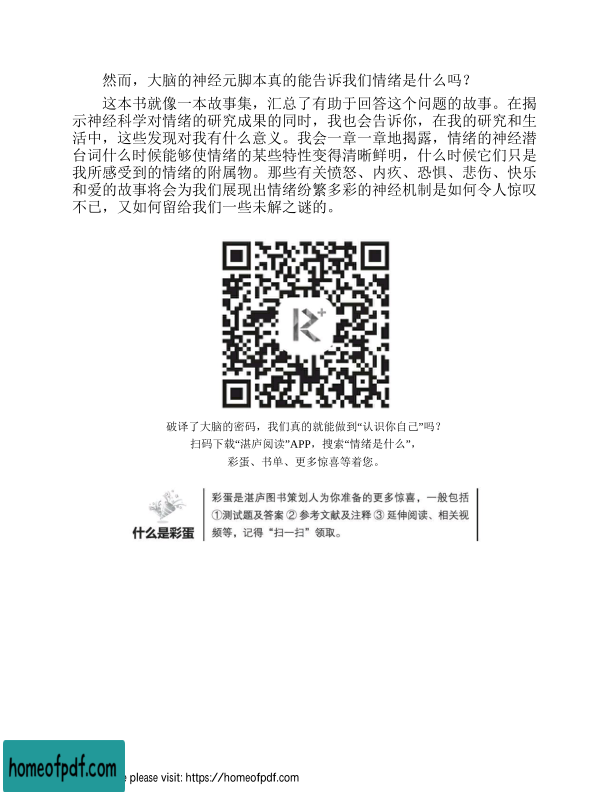 然而，大脑的神经元脚本真的能告诉我们情绪是什么吗？
这本书就像一本故事集，汇总了有助于回答这个问题的故事。在揭
示神经科学对情绪的研究成果的同时，我也会告诉你，在我的研究和生
活中，这些发现对我有什么意义。我会一章一章地揭露，情绪的神经潜
台词什么时候能够使情绪的某些特性变得清晰鲜明，什么时候它们只是
我所感受到的情绪的附属物。那些有关愤怒、内疚、恐惧、悲伤、快乐
和爱的故事将会为我们展现出情绪纷繁多彩的神经机制是如何令人惊叹
不已，又如何留给我们一些未解之谜的。
R+
破译了大脑的密码，我们真的就能做到“认识你自己”吗？
扫码下载“湛庐阅读”APP，搜索“情绪是什么”，
彩蛋、书单、更多惊喜等着您。
什么是彩蛋
彩蛋是湛庐图书策划人为你准备的更多惊喜，一般包括
①测试题及答案 ② 参考文献及注释 ③ 延伸阅读、相关视
频等，记得“扫一扫”领取。
homeofpdf.com
e please visit: https://homeofpdf.com